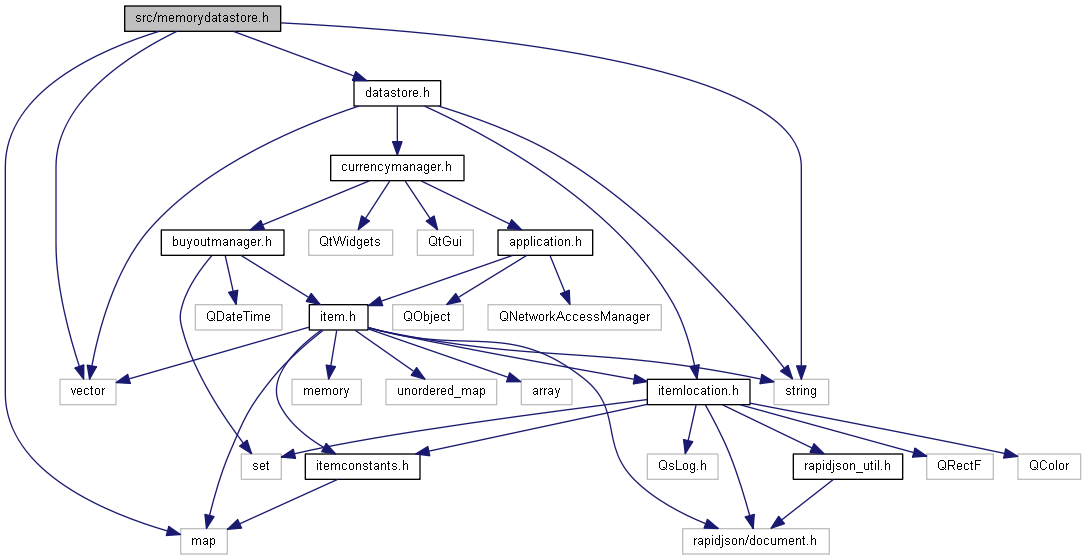 src/memorydatastore.h
datastore.h
currencymanager.h
buyoutmanager.h
QtWidgets
QtGui
application.h
QDateTime
item.h
QObject
QNetworkAccessManager
vector
memory
unordered_map
array
itemlocation.h
string
set
itemconstants.h
QsLog.h
rapidjson_util.h
QRectF
QColor
map
rapidjson/document.h